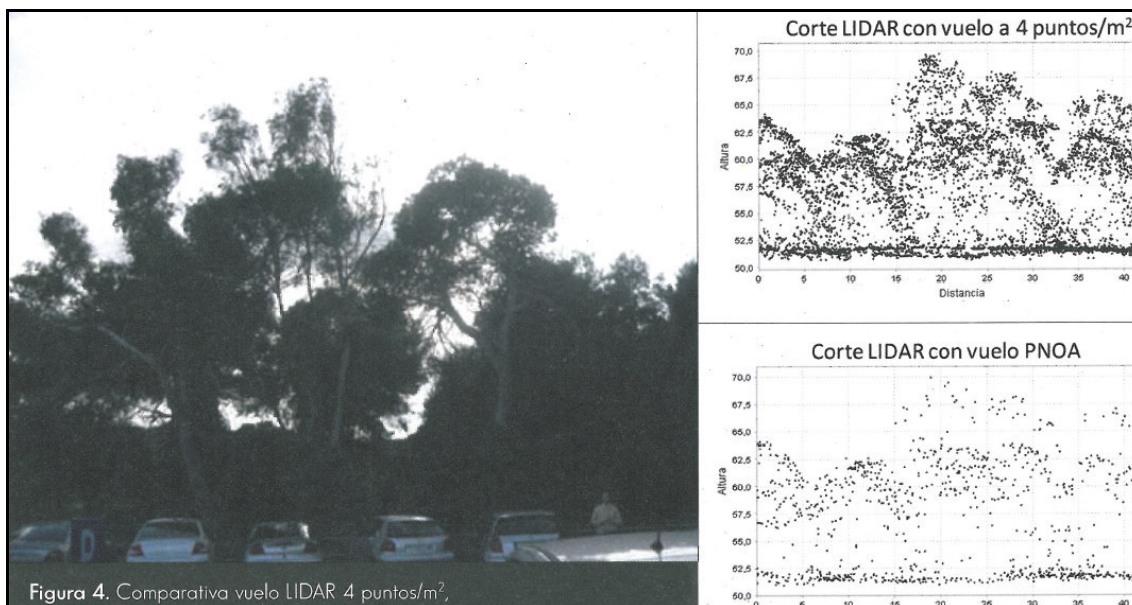 D
Figura 4. Comparativa vuelo LIDAR 4 puntos/m²,
Corte LIDAR con vuelo a 4 puntos/m²
Altura
70,0
67,5
65,0
62,5
60,0
57,5
55,0
52,5
50,0
0 5 10 15 20 25 30 35 40
Distancia
Corte LIDAR con vuelo PNOA
Altura
70,0
67,5
65,0
62,5
60,0
57,5
55,0
52,5
50,0
0 5 10 15 20 25 30 35 40